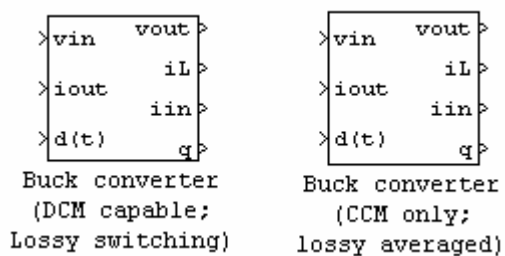 vin vout
iL
iout
iin
d(t)
q
Buck converter
(DCM capable;
Lossy switching)
vin vout
iL
iout
iin
d(t)
q
Buck converter
(CCM only;
lossy averaged)